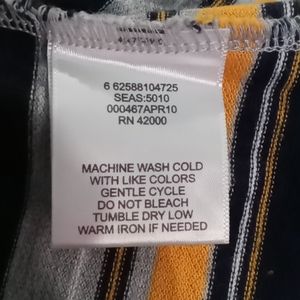 6 62588104725
SEAS:5010
000467APR10
RN 42000
MACHINE WASH COLD
WITH LIKE COLORS
GENTLE CYCLE
DO NOT BLEACH
TUMBLE DRY LOW
WARM IRON IF NEEDED